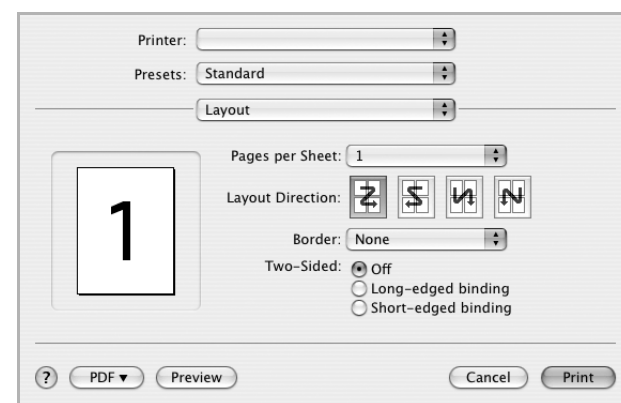 Printer:
Presets: Standard
Layout
Pages per Sheet: 1
Layout Direction:
1
Border: None
Two-Sided: Off
Long-edged binding
Short-edged binding
? PDF▼ Preview Cancel Print